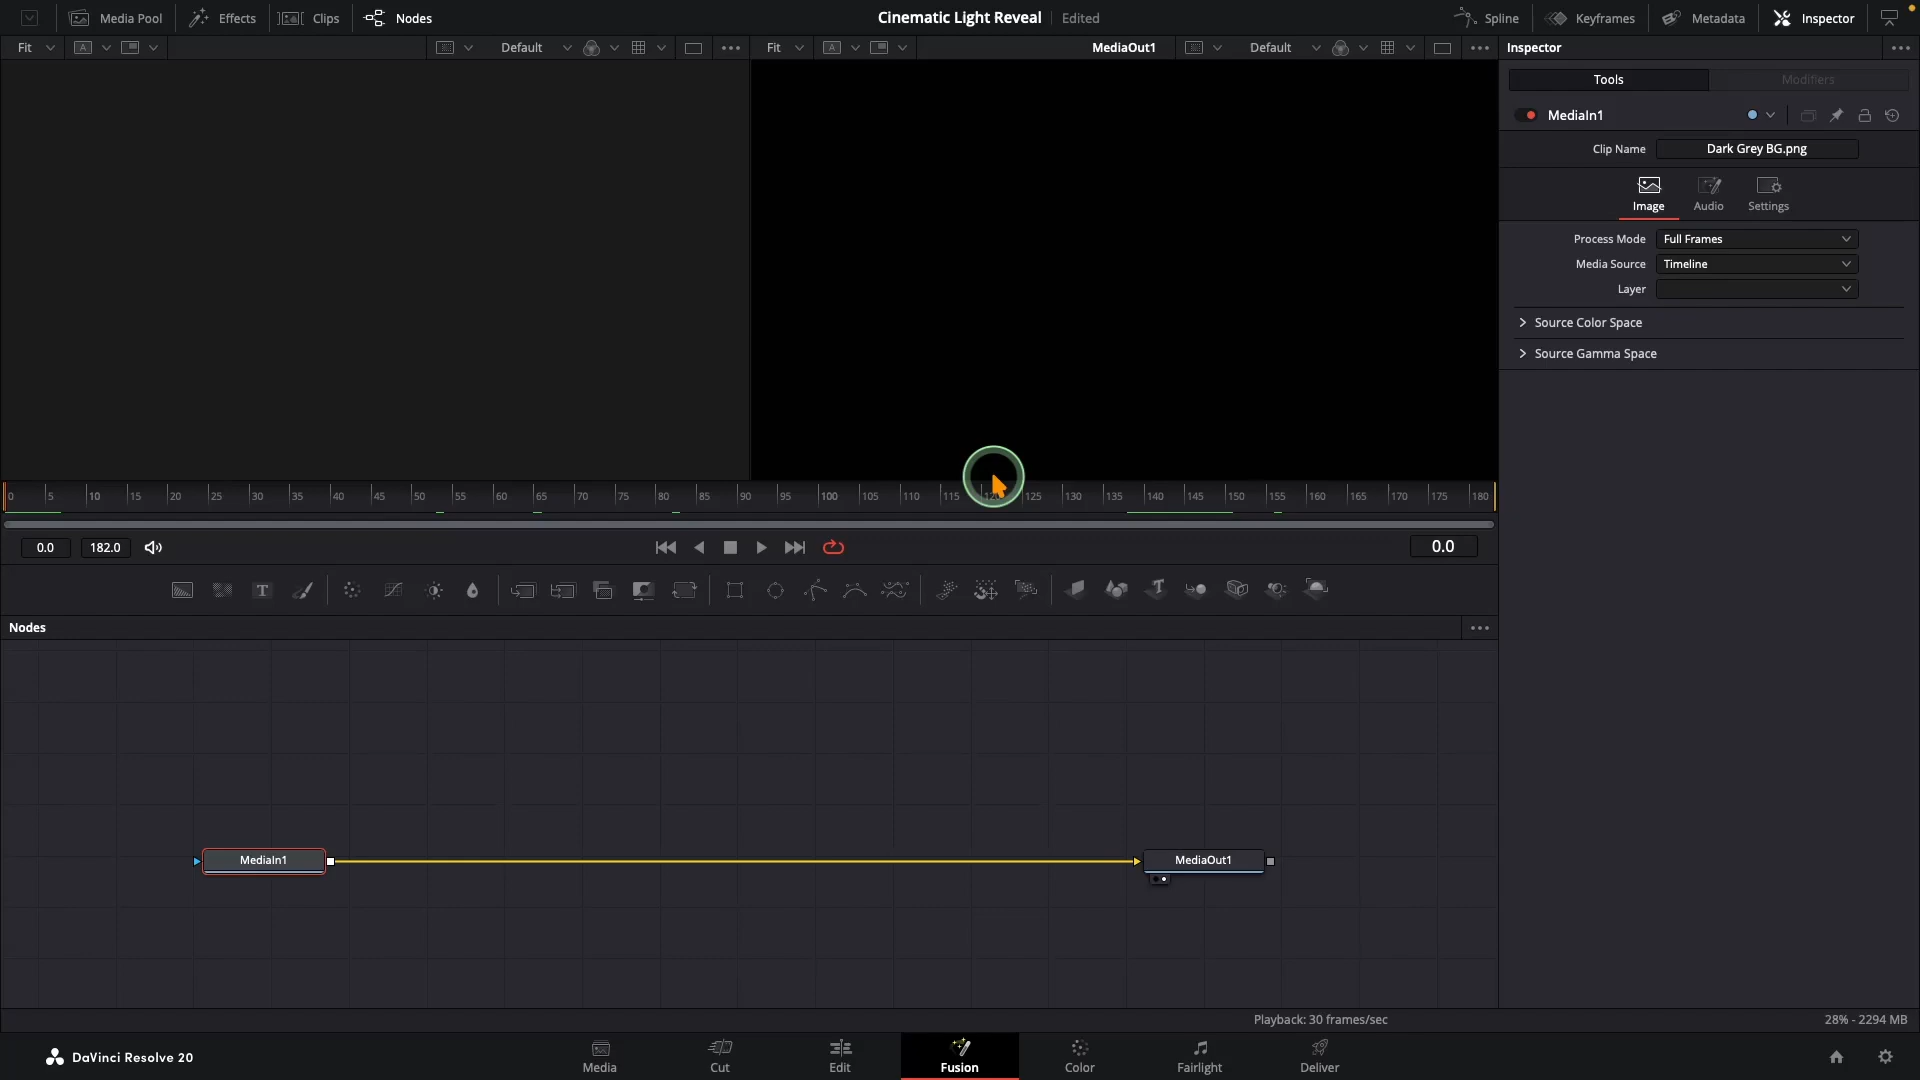 Media Pool Effects Clips Nodes Cinematic Light Reveal Edited Spline Keyframes Metadata Inspector
Fit A Default Fit A MediaOut1 Default Inspector
Tools Modifiers
MediaIn1
Clip Name Dark Grey BG.png
Image Audio Settings
Process Mode Full Frames
Media Source Timeline
Layer
Source Color Space
Source Gamma Space
0 5 10 15 20 25 30 35 40 45 50 55 60 65 70 75 80 85 90 95 100 105 110 115 120 125 130 135 140 145 150 155 160 165 170 175 180
0.0 182.0 0.0
T T
Nodes
MediaIn1 MediaOut1
Playback: 30 frames/sec 28% - 2294 MB
DaVinci Resolve 20 Media Cut Edit Fusion Color Fairlight Deliver